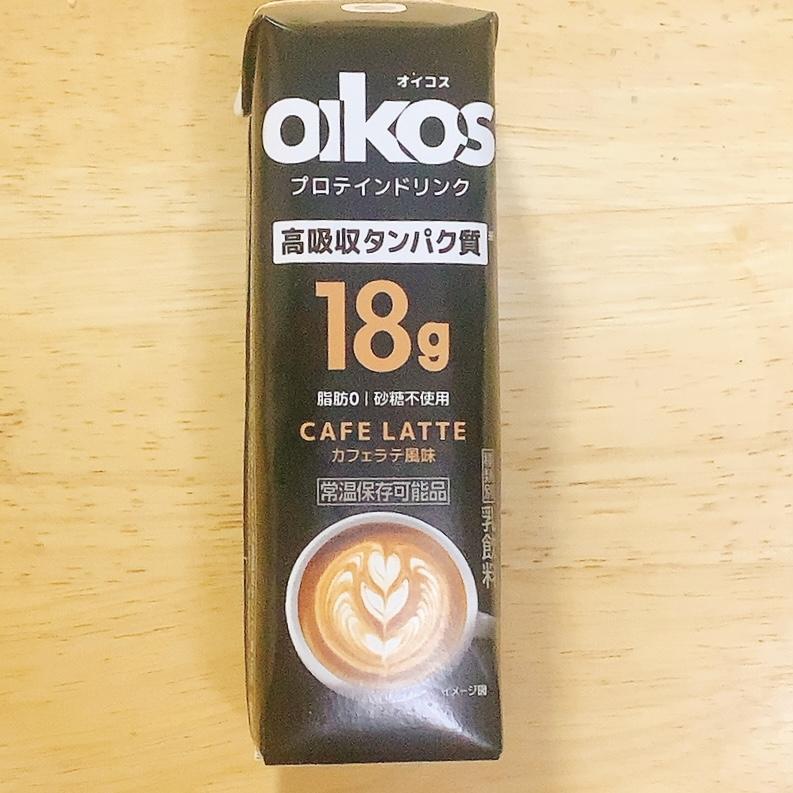 オイコス
oikos
プロテインドリンク
高吸収タンパク質
18g
脂肪0|砂糖不使用
CAFE LATTE
カフェラテ風味
常温保存可能品
乳飲料
イメージ図